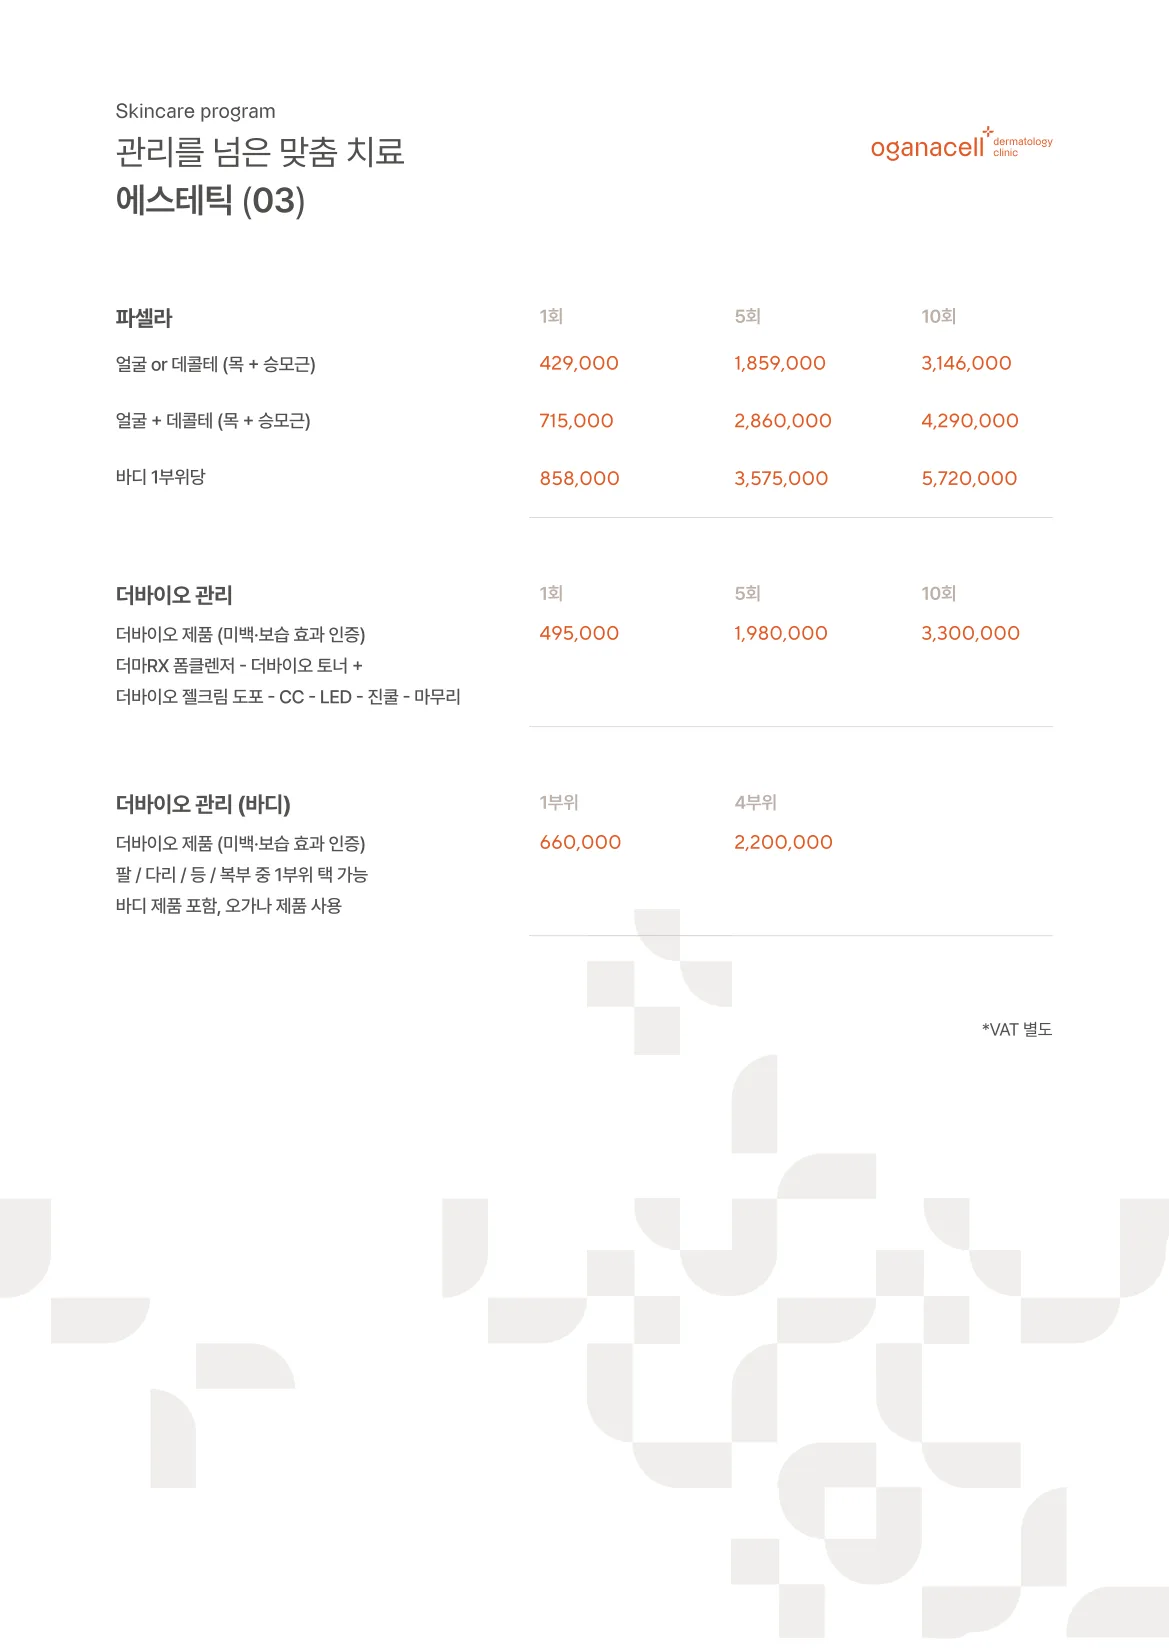 Skincare program
관리를 넘은 맞춤 치료
에스테틱 (03)
oganacell dermatology clinic
파셀라 1회 5회 10회
얼굴 or 데콜테 (목 + 승모근) 429,000 1,859,000 3,146,000
얼굴 + 데콜테 (목 + 승모근) 715,000 2,860,000 4,290,000
바디 1부위당 858,000 3,575,000 5,720,000
더바이오 관리 1회 5회 10회
더바이오 제품 (미백·보습 효과 인증) 495,000 1,980,000 3,300,000
더마RX 폼클렌저 - 더바이오 토너 +
더바이오 젤크림 도포 - CC - LED - 진쿨 - 마무리
더바이오 관리 (바디) 1부위 4부위
더바이오 제품 (미백·보습 효과 인증) 660,000 2,200,000
팔 / 다리 / 등 / 복부 중 1부위 택 가능
바디 제품 포함, 오가나 제품 사용
*VAT 별도